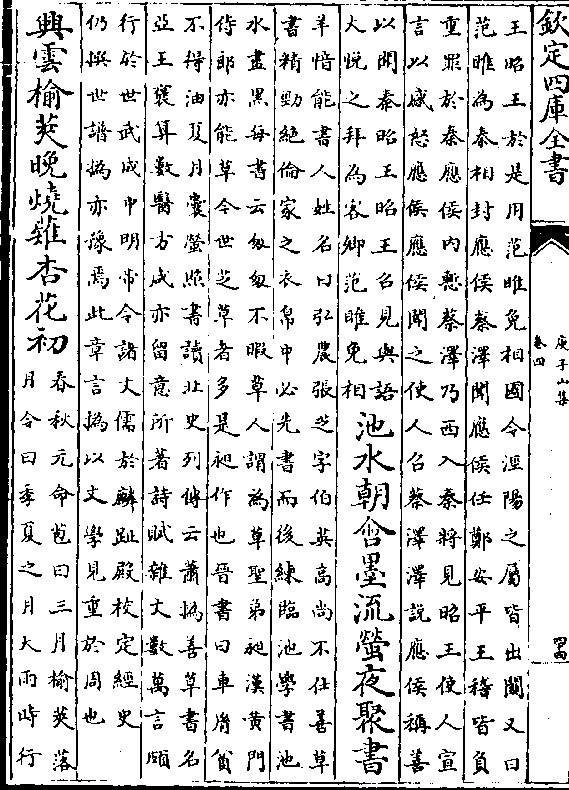 欽定四庫全書
庾子山集
卷四
王昭王於是用范睢免相國令涇陽之屬皆出關又曰
范睢為秦相封應侯蔡澤聞應侯任鄭安平王稽皆負
重罪於秦應侯內慙蔡澤乃西入秦將見昭王使人宣
言以感怒應侯應侯聞之使人召蔡澤澤說應侯稱善
以聞秦昭王昭王召見與語
大悅之拜為客卿范睢免相
池水朝含墨流螢夜聚書
羊愔能書人姓名曰弘農張芝字伯英高尚不仕善草
書精勁絕倫家之衣帛中必先書而後練臨池學書池
水盡黑每書云匆匆不暇草人謂為草聖弟昶漢黃門
侍郎亦能草今世芝草者多是昶作也晉書曰車胤貧
不得油夏月囊螢照書讀北史列傳云蕭撝善草書名
亞王褒算數醫方咸亦留意所著詩賦雜文數萬言頗
行於世武成中明帝令諸文儒於麟趾殿校定經史
仍撰世譜撝亦豫焉此章言撝以文學見重於周也
興雲榆莢晚燒薙杏花初
春秋元命苞曰三月榆莢落
月令曰季夏之月大雨時行